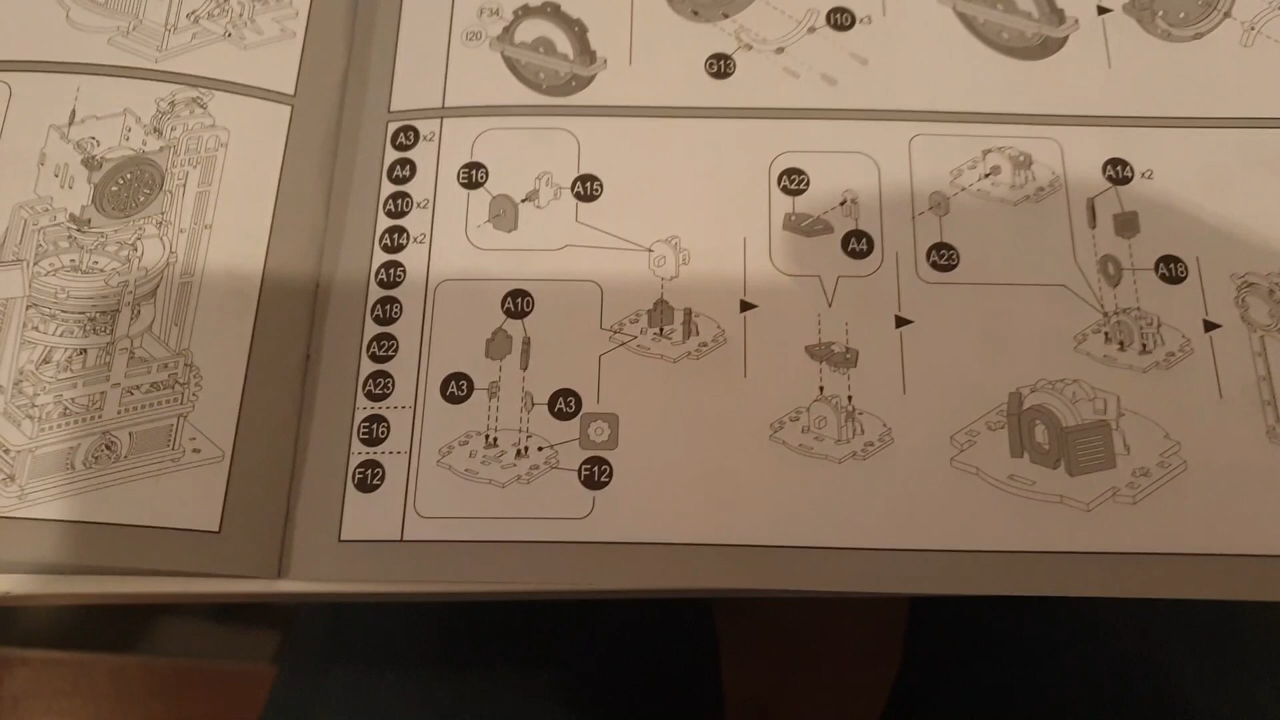 F34
I20
I10 x3
G13
A3 x2
A4
A10 x2
A14 x2
A15
A18
A22
A23
E16
F12
E16
A15
A10
A3
A3
F12
A22
A4
A23
A14 x2
A18